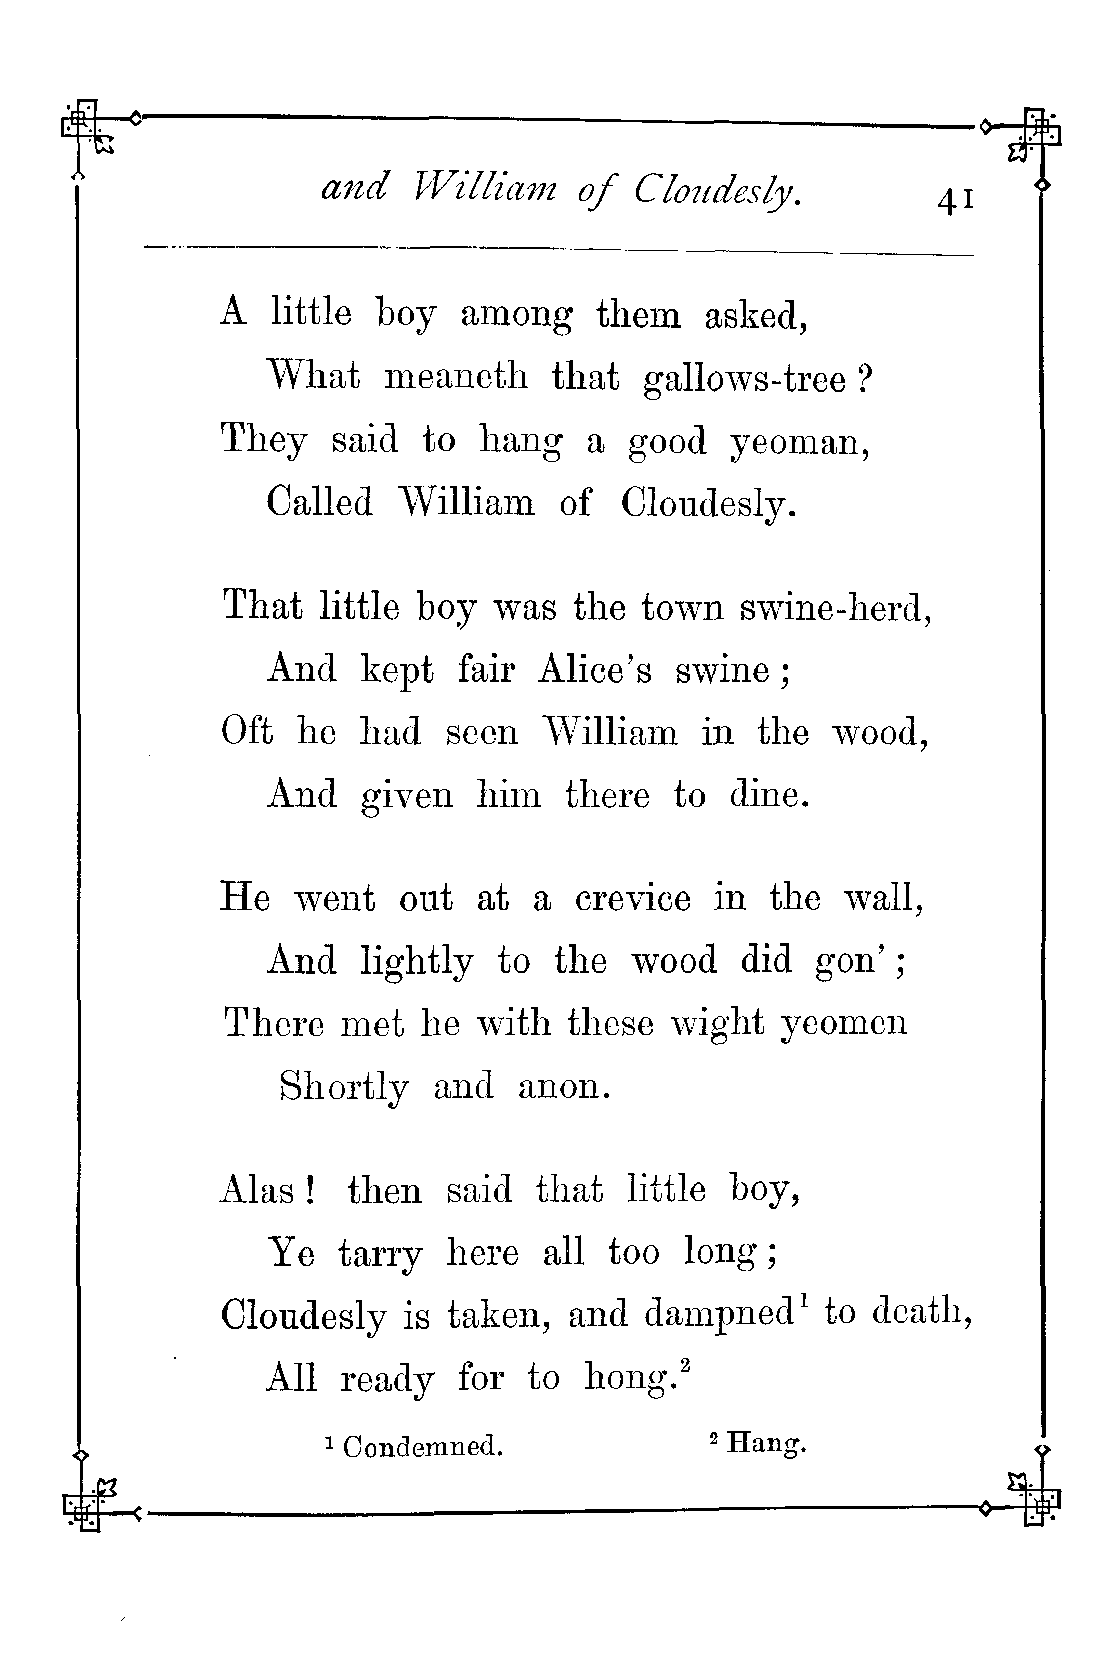 and William of Cloudesly. 41
A little boy among them asked,
What meaneth that gallows-tree ?
They said to hang a good yeoman,
Called William of Cloudesly.
That little boy was the town swine-herd,
And kept fair Alice's swine ;
Oft he had seen William in the wood,
And given him there to dine.
He went out at a crevice in the wall,
And lightly to the wood did gon' ;
There met he with these wight yeomen
Shortly and anon.
Alas ! then said that little boy,
Ye tarry here all too long ;
Cloudesly is taken, and dampned¹ to death,
All ready for to hong.²
¹ Condemned. ² Hang.